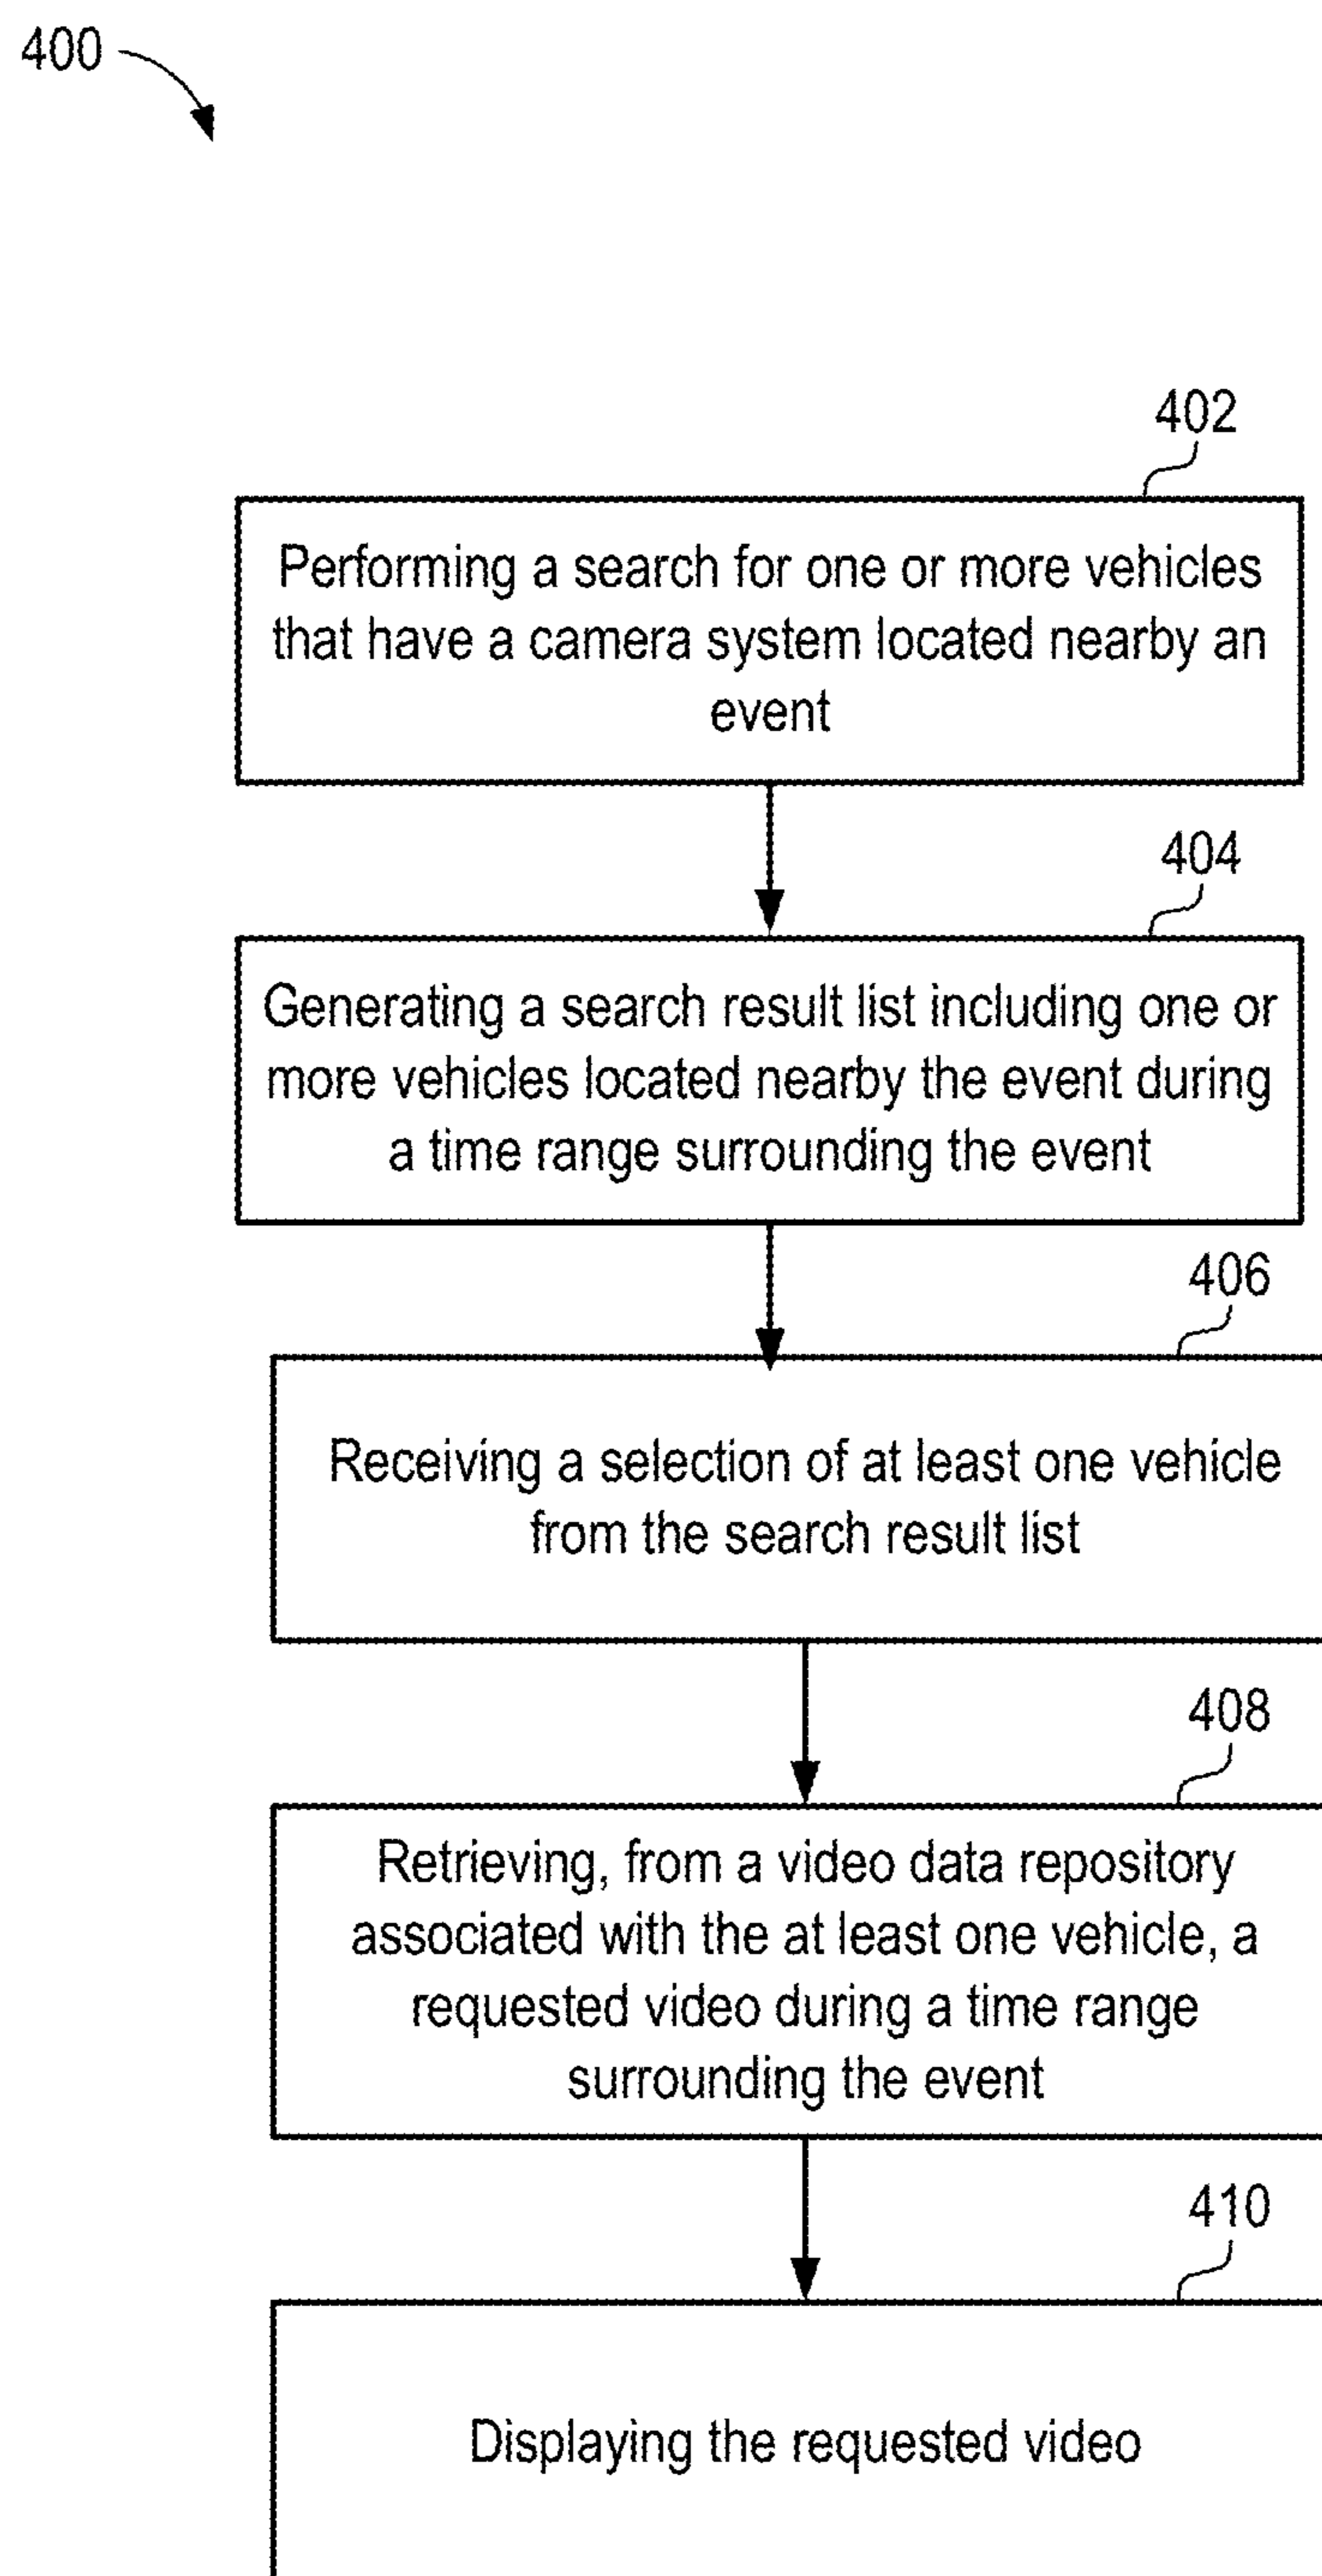 400
402
Performing a search for one or more vehicles
that have a camera system located nearby an
event
404
Generating a search result list including one or
more vehicles located nearby the event during
a time range surrounding the event
406
Receiving a selection of at least one vehicle
from the search result list
408
Retrieving, from a video data repository
associated with the at least one vehicle, a
requested video during a time range
surrounding the event
410
Displaying the requested video